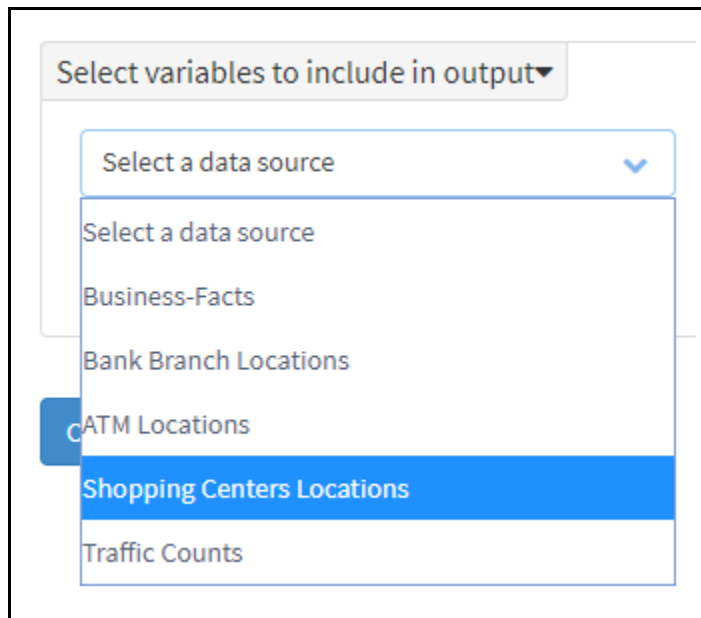 Select variables to include in output
Select a data source
Select a data source
Business-Facts
Bank Branch Locations
ATM Locations
Shopping Centers Locations
Traffic Counts